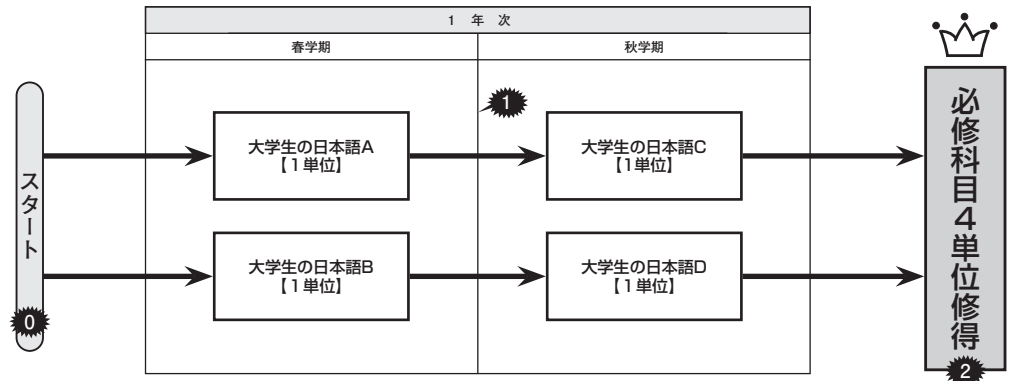 1 年 次
春学期
秋学期
スタート
0
1
大学生の日本語A
【1単位】
大学生の日本語C
【1単位】
大学生の日本語B
【1単位】
大学生の日本語D
【1単位】
必修科目4単位修得
2